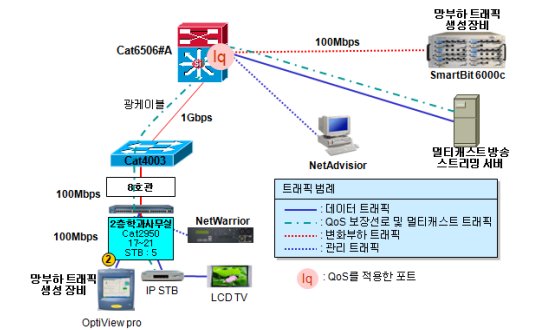 망부하 트래픽
생성장비
Cat6506#A
100Mbps
Iq
SmartBit 6000c
광케이블
1Gbps
멀티캐스트 방송
스트리밍 서버
NetAdvisior
Cat4003
8호관
100Mbps
트래픽 범례
: 데이터 트래픽
: QoS 보장선로 및 멀티캐스트 트래픽
: 변화부하 트래픽
: 관리 트래픽
Iq : QoS를 적용한 포트
2층학과사무실
Cat2950
17~21
STB : 5
100Mbps
NetWarrior
2
망부하 트래픽
생성 장비
IP STB
LCD TV
OptiView pro